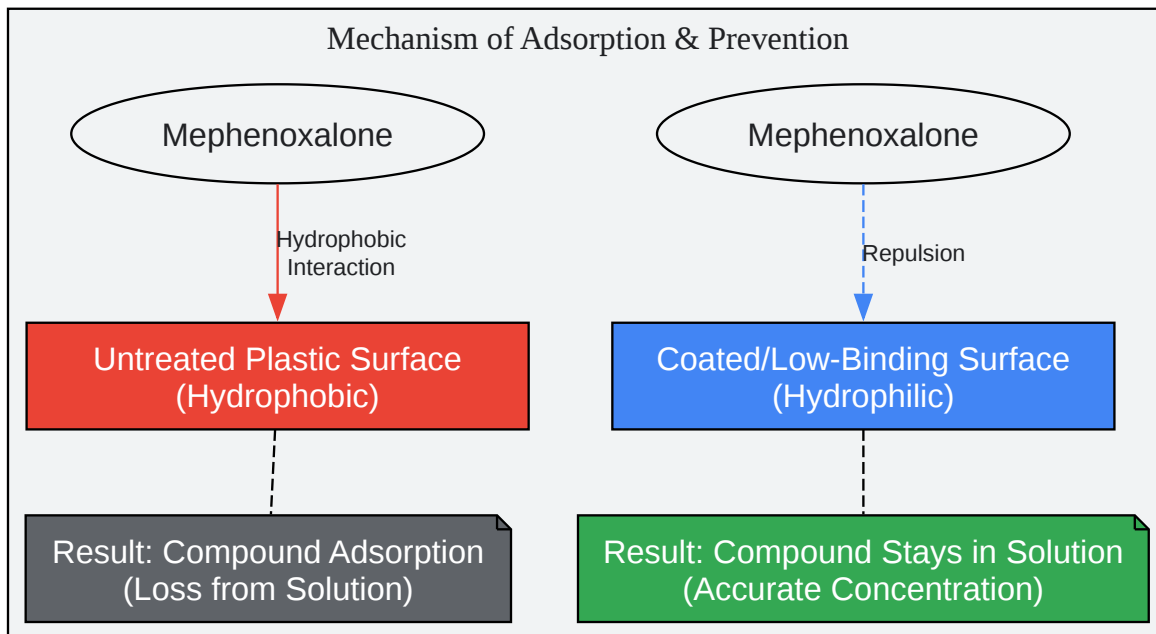 Mechanism of Adsorption & Prevention
Mephenoxalone
Mephenoxalone
Hydrophobic
Interaction
Repulsion
Untreated Plastic Surface
(Hydrophobic)
Coated/Low-Binding Surface
(Hydrophilic)
Result: Compound Adsorption
(Loss from Solution)
Result: Compound Stays in Solution
(Accurate Concentration)